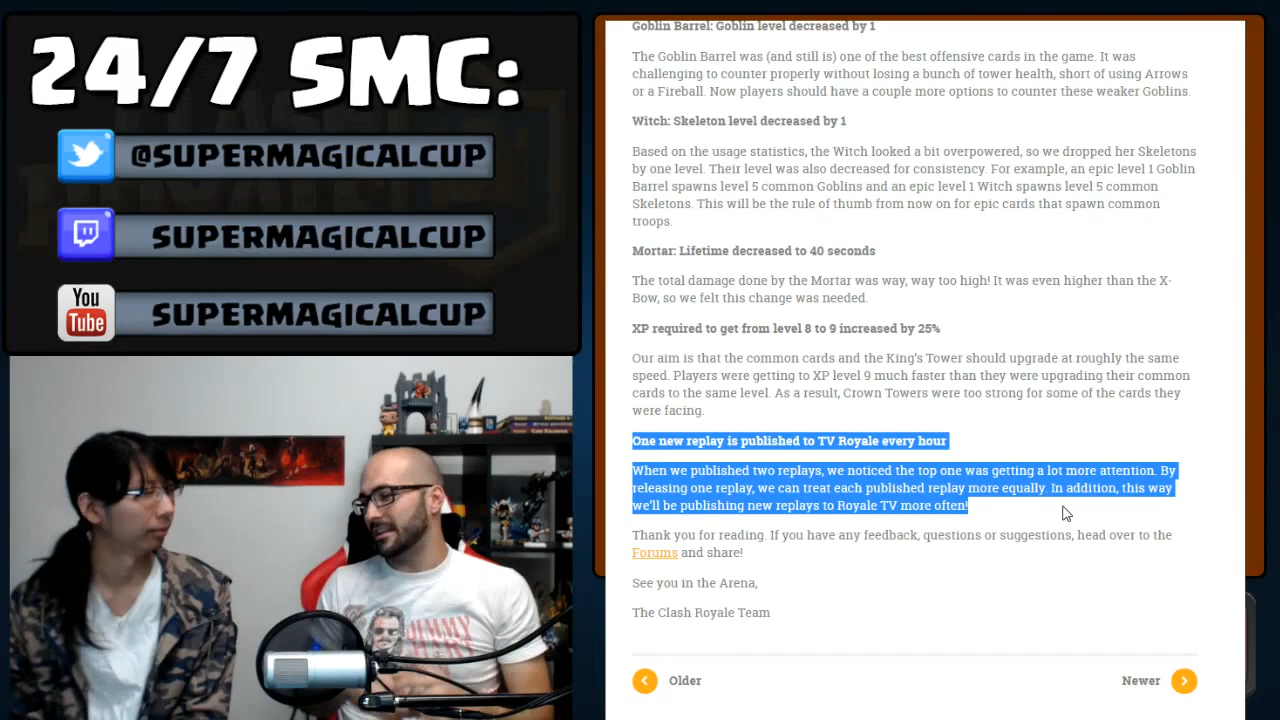 24/7 SMC:
@SUPERMAGICALCUP
SUPERMAGICALCUP
You
Tube
SUPERMAGICALCUP
Goblin Barrel: Goblin level decreased by 1
The Goblin Barrel was (and still is) one of the best offensive cards in the game. It was
challenging to counter properly without losing a bunch of tower health, short of using Arrows
or a Fireball. Now players should have a couple more options to counter these weaker Goblins.
Witch: Skeleton level decreased by 1
Based on the usage statistics, the Witch looked a bit overpowered, so we dropped her Skeletons
by one level. Their level was also decreased for consistency. For example, an epic level 1 Goblin
Barrel spawns level 5 common Goblins and an epic level 1 Witch spawns level 5 common
Skeletons. This will be the rule of thumb from now on for epic cards that spawn common
troops.
Mortar: Lifetime decreased to 40 seconds
The total damage done by the Mortar was way, way too high! It was even higher than the X-
Bow, so we felt this change was needed.
XP required to get from level 8 to 9 increased by 25%
Our aim is that the common cards and the King's Tower should upgrade at roughly the same
speed. Players were getting to XP level 9 much faster than they were upgrading their common
cards to the same level. As a result, Crown Towers were too strong for some of the cards they
were facing.
One new replay is published to TV Royale every hour
When we published two replays, we noticed the top one was getting a lot more attention. By
releasing one replay, we can treat each published replay more equally. In addition, this way
we'll be publishing new replays to Royale TV more often!
Thank you for reading. If you have any feedback, questions or suggestions, head over to the
Forums and share!
See you in the Arena,
The Clash Royale Team
Older
Newer